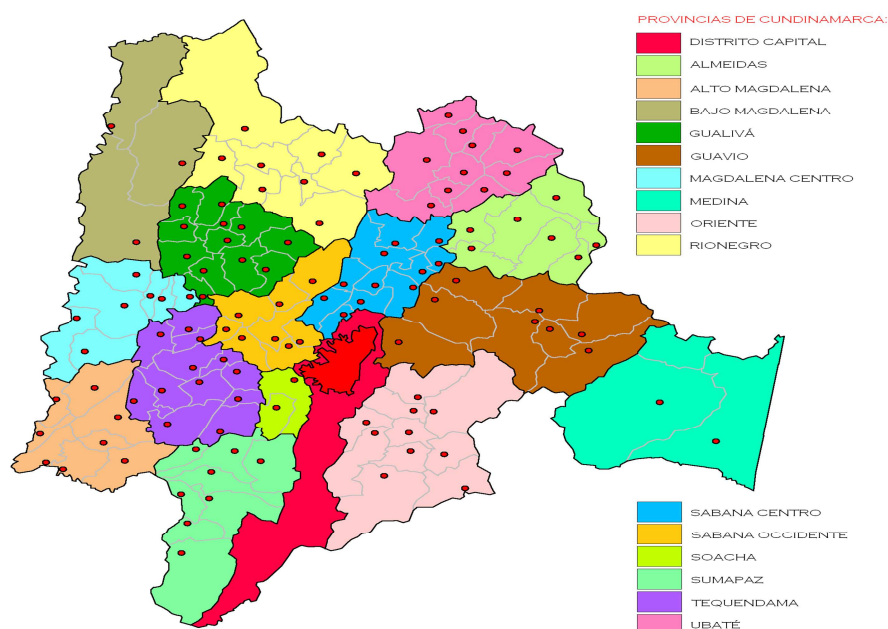 PROVINCIAS DE CUNDINAMARCA:
DISTRITO CAPITAL
ALMEIDAS
ALTO MAGDALENA
BAJO MAGDALENA
GUALIVÁ
GUAVIO
MAGDALENA CENTRO
MEDINA
ORIENTE
RIONEGRO
SABANA CENTRO
SABANA OCCIDENTE
SOACHA
SUMAPAZ
TEQUENDAMA
UBATÉ